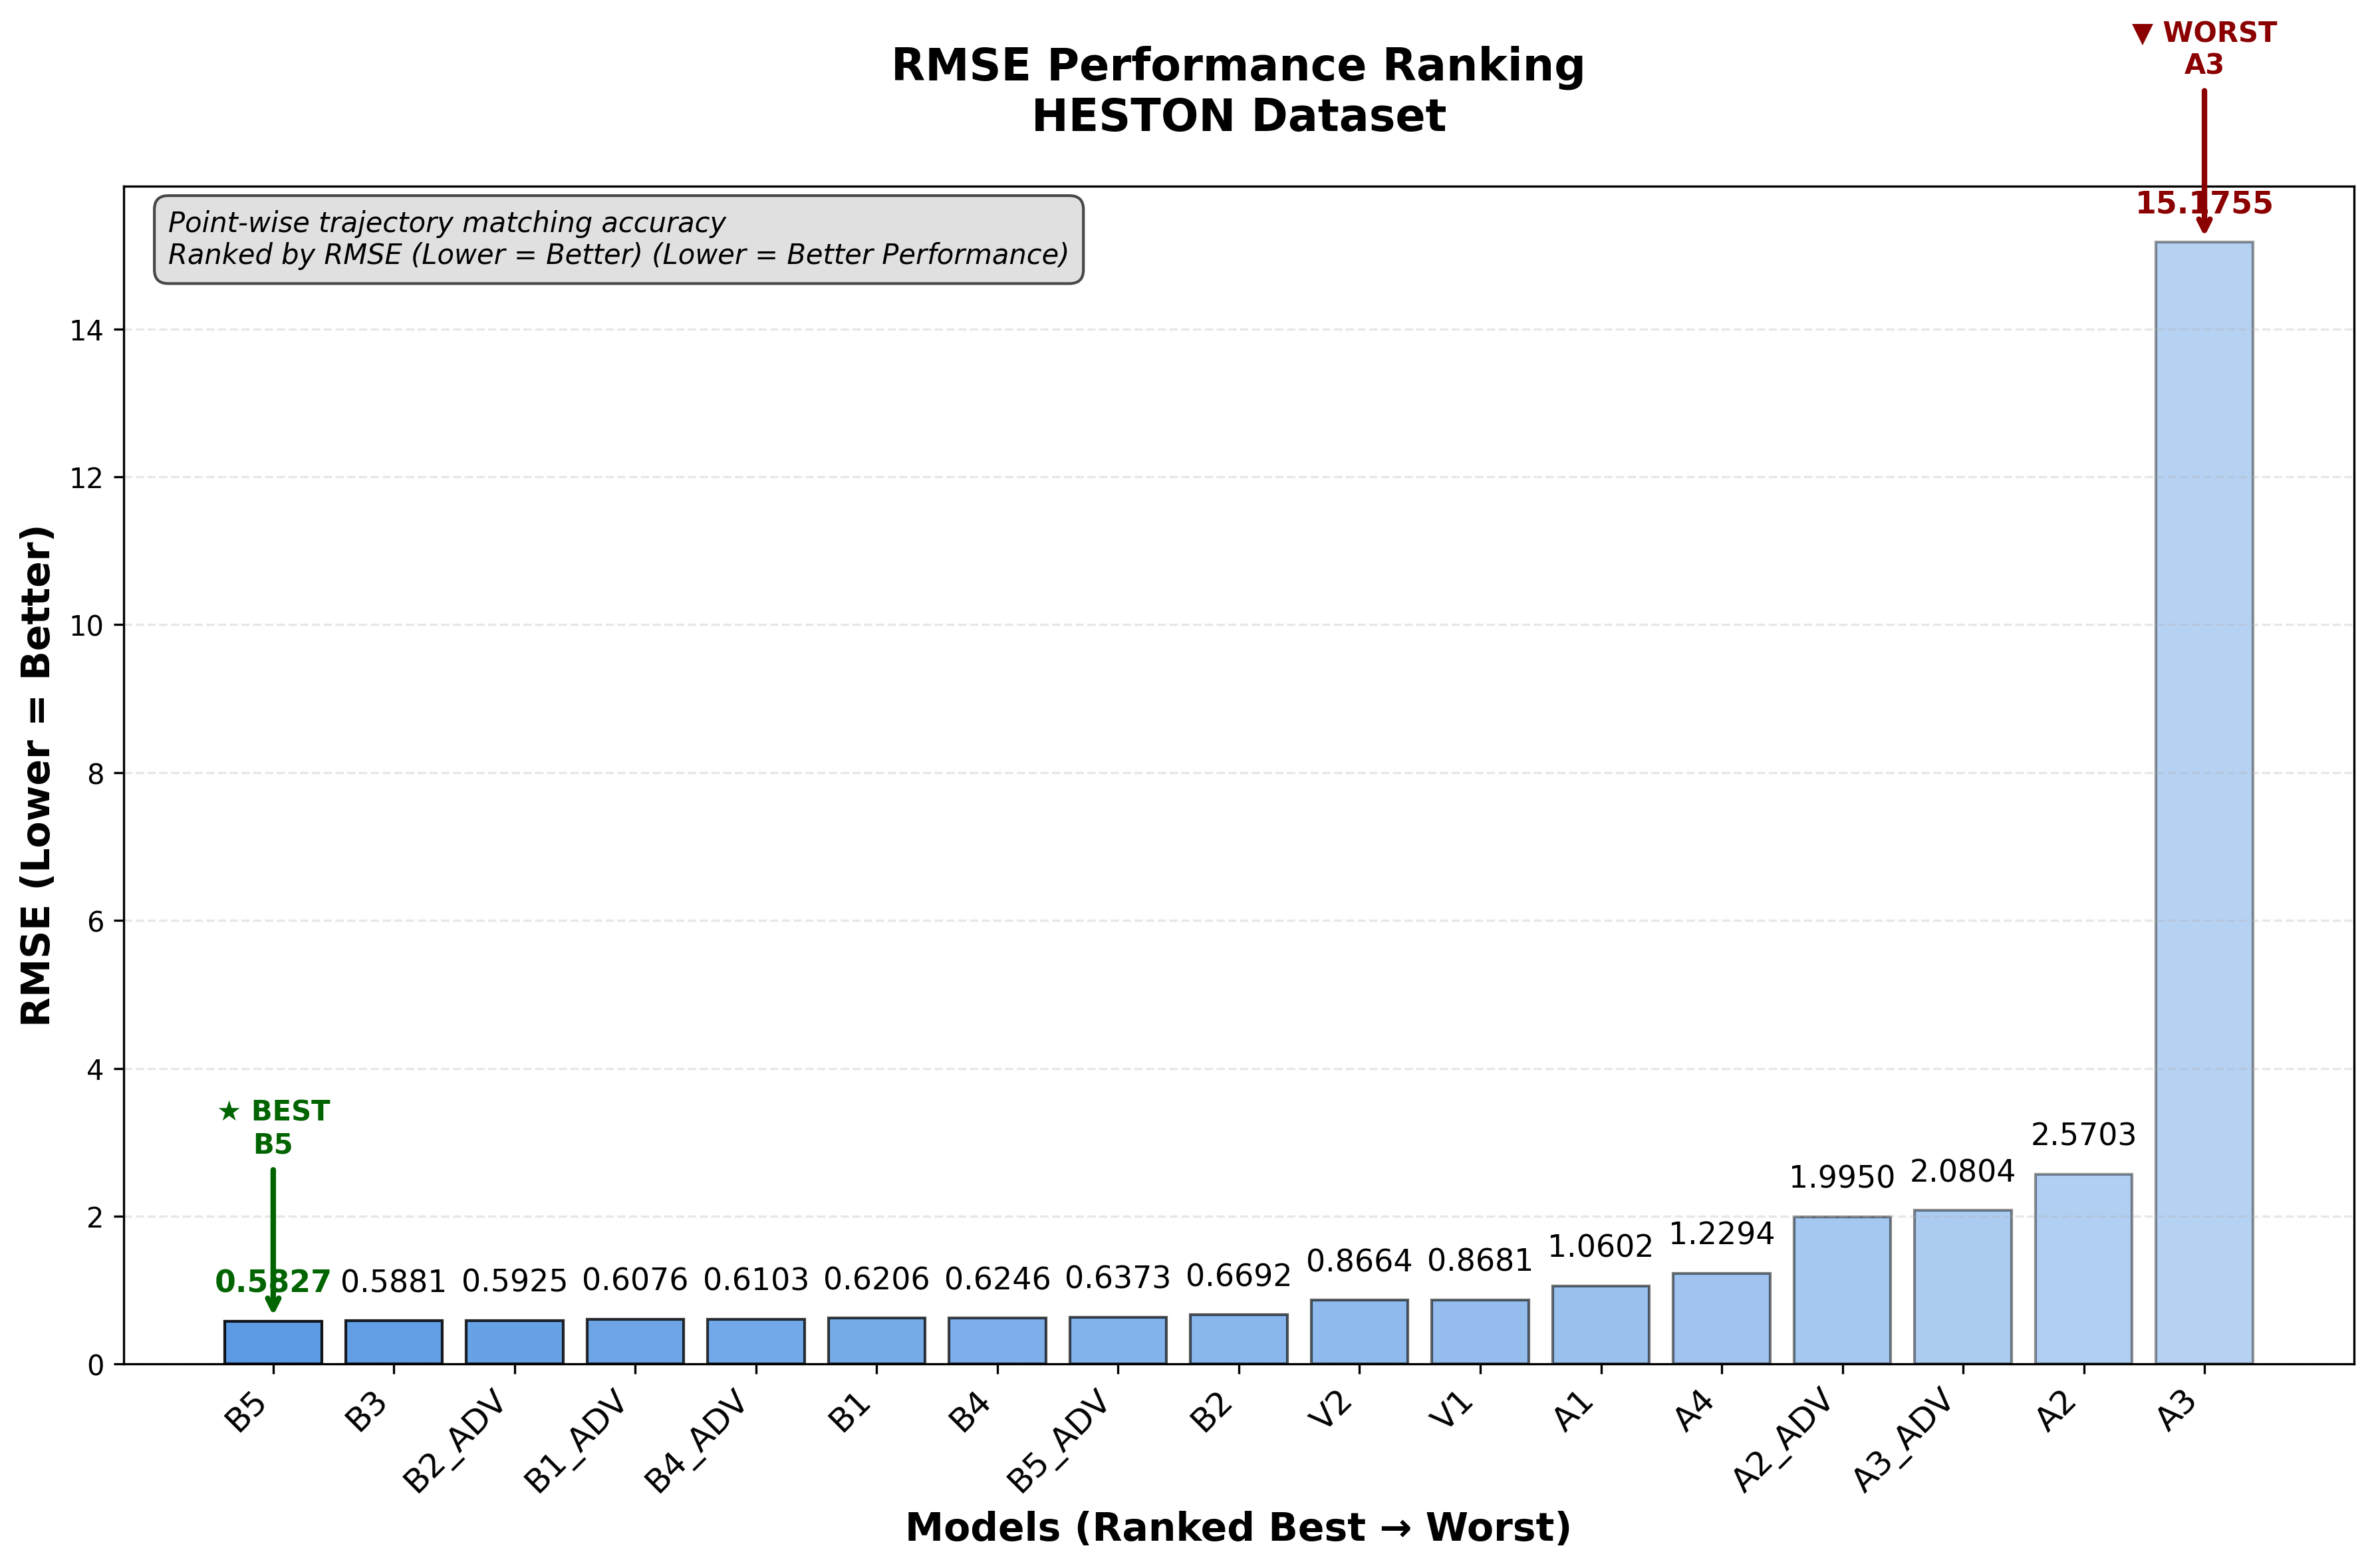 ▼ WORST
A3
RMSE Performance Ranking
HESTON Dataset
15.1755
Point-wise trajectory matching accuracy
Ranked by RMSE (Lower = Better) (Lower = Better Performance)
RMSE (Lower = Better)
14
12
10
8
6
4
2
0
★ BEST
B5
0.5827 0.5881 0.5925 0.6076 0.6103 0.6206 0.6246 0.6373 0.6692 0.8664 0.8681 1.0602 1.2294 1.9950 2.0804 2.5703
B5 B3 B2_ADV B1_ADV B4_ADV B1 B4 B5_ADV B2 V2 V1 A1 A4 A2_ADV A3_ADV A2 A3
Models (Ranked Best → Worst)